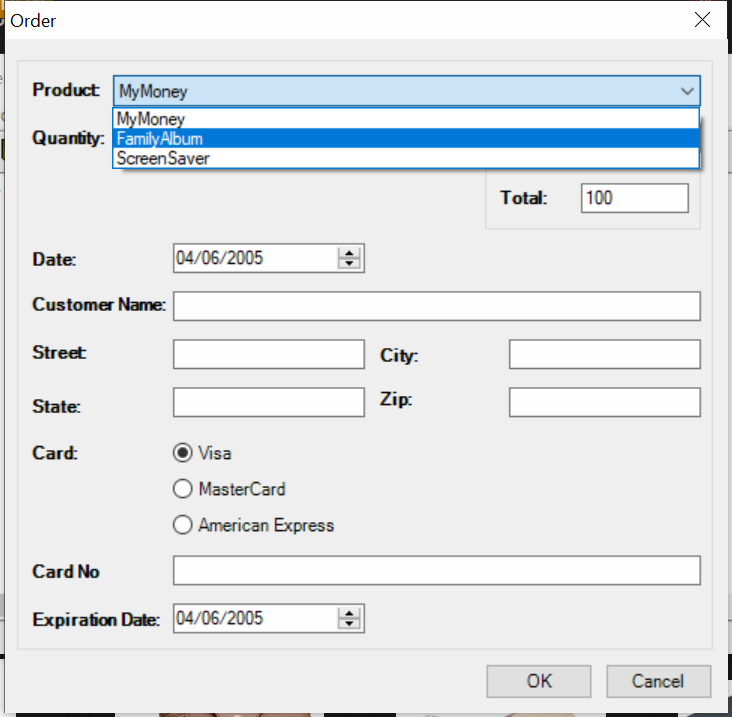 Order
Product: MyMoney
MyMoney
Quantity: FamilyAlbum
ScreenSaver
Total: 100
Date: 04/06/2005
Customer Name:
Street:
City:
State:
Zip:
Card: Visa
MasterCard
American Express
Card No
Expiration Date: 04/06/2005
OK Cancel